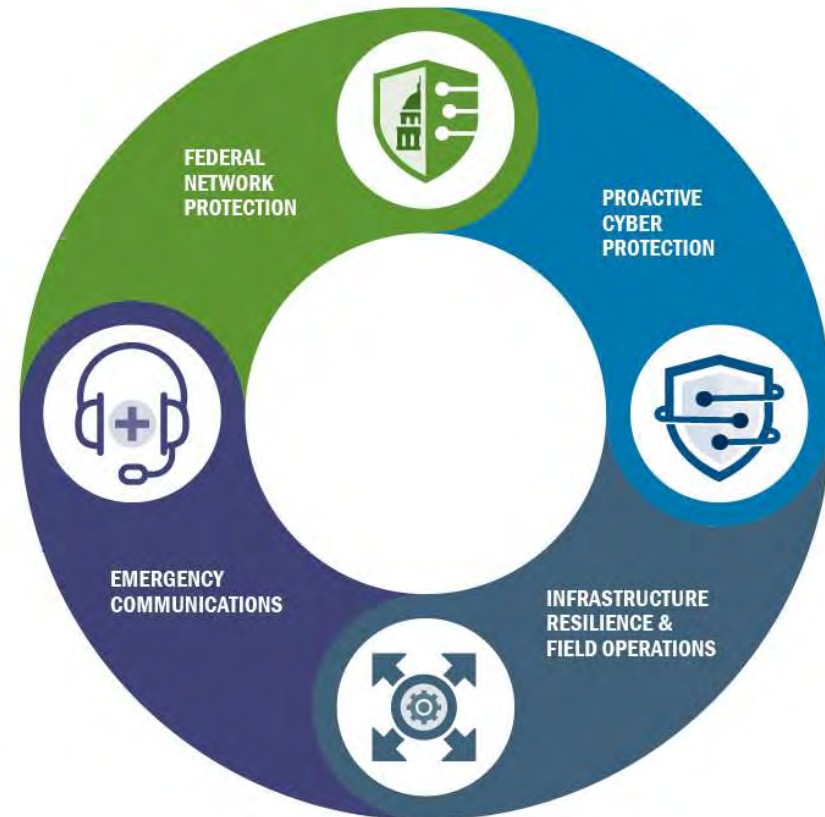 FEDERAL
NETWORK
PROTECTION
PROACTIVE
CYBER
PROTECTION
EMERGENCY
COMMUNICATIONS
INFRASTRUCTURE
RESILIENCE &
FIELD OPERATIONS